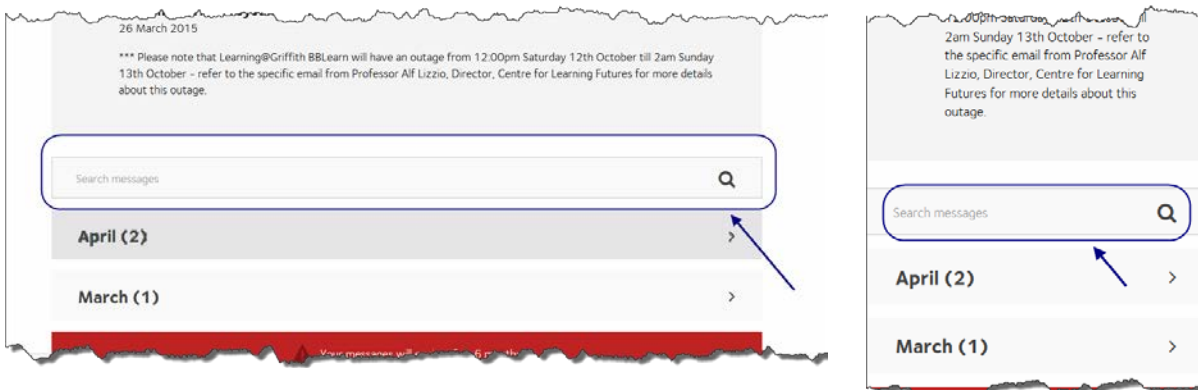 26 March 2015
*** Please note that Learning@Griffith BBLearn will have an outage from 12:00pm Saturday 12th October till 2am Sunday
13th October - refer to the specific email from Professor Alf Lizzio, Director, Centre for Learning Futures for more details
about this outage.
Search messages
April (2)
March (1)
Your messages will
2am Sunday 13th October - refer to
the specific email from Professor Alf
Lizzio, Director, Centre for Learning
Futures for more details about this
outage.
Search messages
April (2)
March (1)